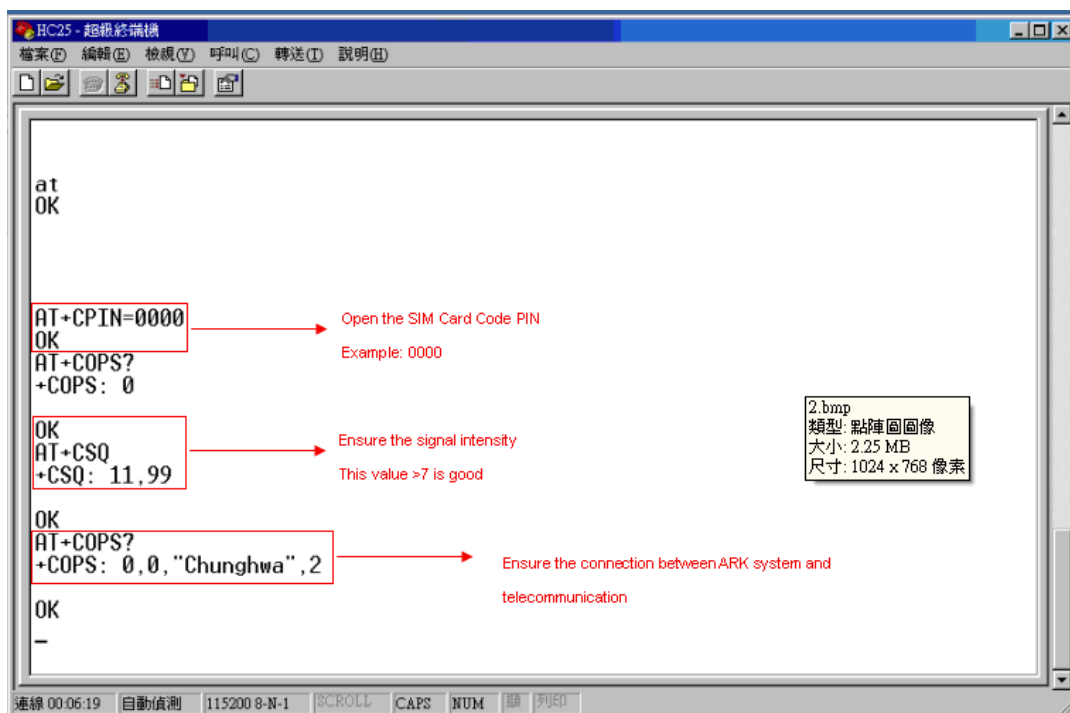 HC25 - 超級終端機
檔案(F) 編輯(E) 檢視(V) 呼叫(C) 轉送(T) 說明(H)
at
OK
AT+CPIN=0000
OK
Open the SIM Card Code PIN
Example: 0000
AT+COPS?
+COPS: 0
OK
AT+CSQ
+CSQ: 11,99
Ensure the signal intensity
This value >7 is good
2.bmp
類型: 點陣圖圖像
大小: 2.25 MB
尺寸: 1024 x 768 像素
OK
AT+COPS?
+COPS: 0,0,"Chunghwa",2
Ensure the connection between ARK system and
telecommunication
OK
_
連線 00:06:19 自動偵測 115200 8-N-1 SCROLL CAPS NUM 擷 列印